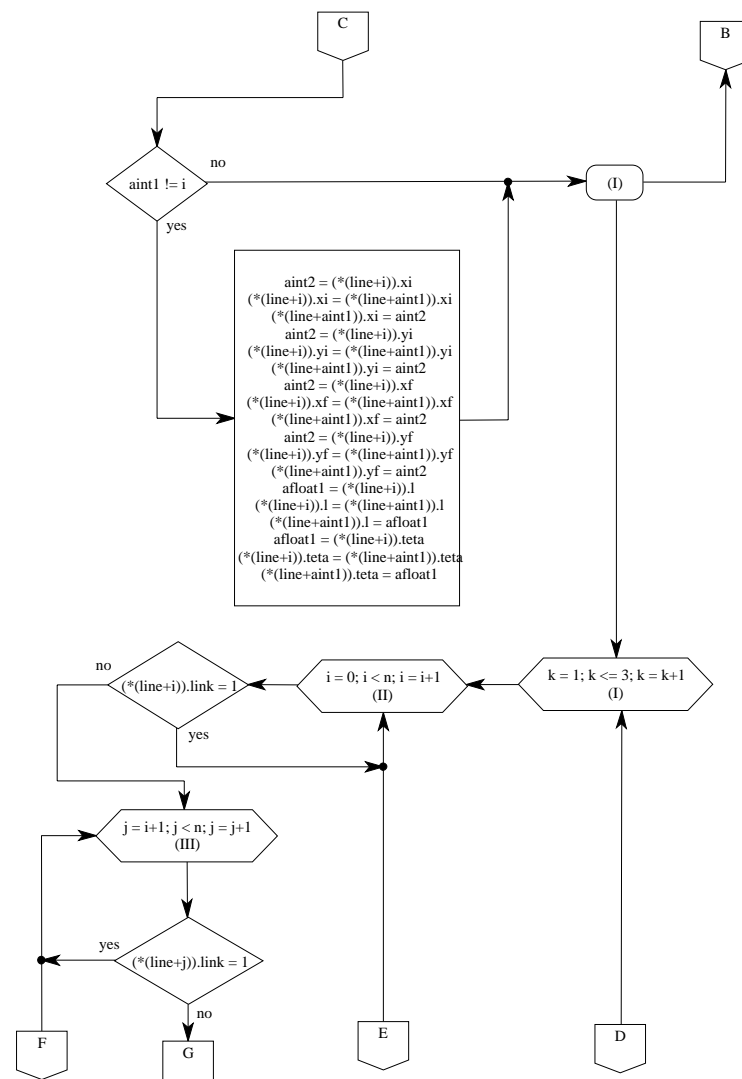 C
B
aint1 != i
no
yes
(I)
aint2 = (*(line+i)).xi
(*(line+i)).xi = (*(line+aint1)).xi
(*(line+aint1)).xi = aint2
aint2 = (*(line+i)).yi
(*(line+i)).yi = (*(line+aint1)).yi
(*(line+aint1)).yi = aint2
aint2 = (*(line+i)).xf
(*(line+i)).xf = (*(line+aint1)).xf
(*(line+aint1)).xf = aint2
aint2 = (*(line+i)).yf
(*(line+i)).yf = (*(line+aint1)).yf
(*(line+aint1)).yf = aint2
afloat1 = (*(line+i)).l
(*(line+i)).l = (*(line+aint1)).l
(*(line+aint1)).l = afloat1
afloat1 = (*(line+i)).teta
(*(line+i)).teta = (*(line+aint1)).teta
(*(line+aint1)).teta = afloat1
no
(*(line+i)).link = 1
yes
i = 0; i < n; i = i+1
(II)
k = 1; k <= 3; k = k+1
(I)
j = i+1; j < n; j = j+1
(III)
yes
(*(line+j)).link = 1
no
F
G
E
D